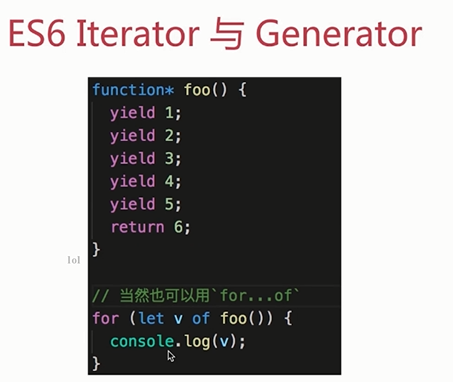 ES6 Iterator 与 Generator
function* foo() {
yield 1;
yield 2;
yield 3;
yield 4;
yield 5;
return 6;
}
lol
// 当然也可以用`for...of`
for (let v of foo()) {
console.log(v);
}